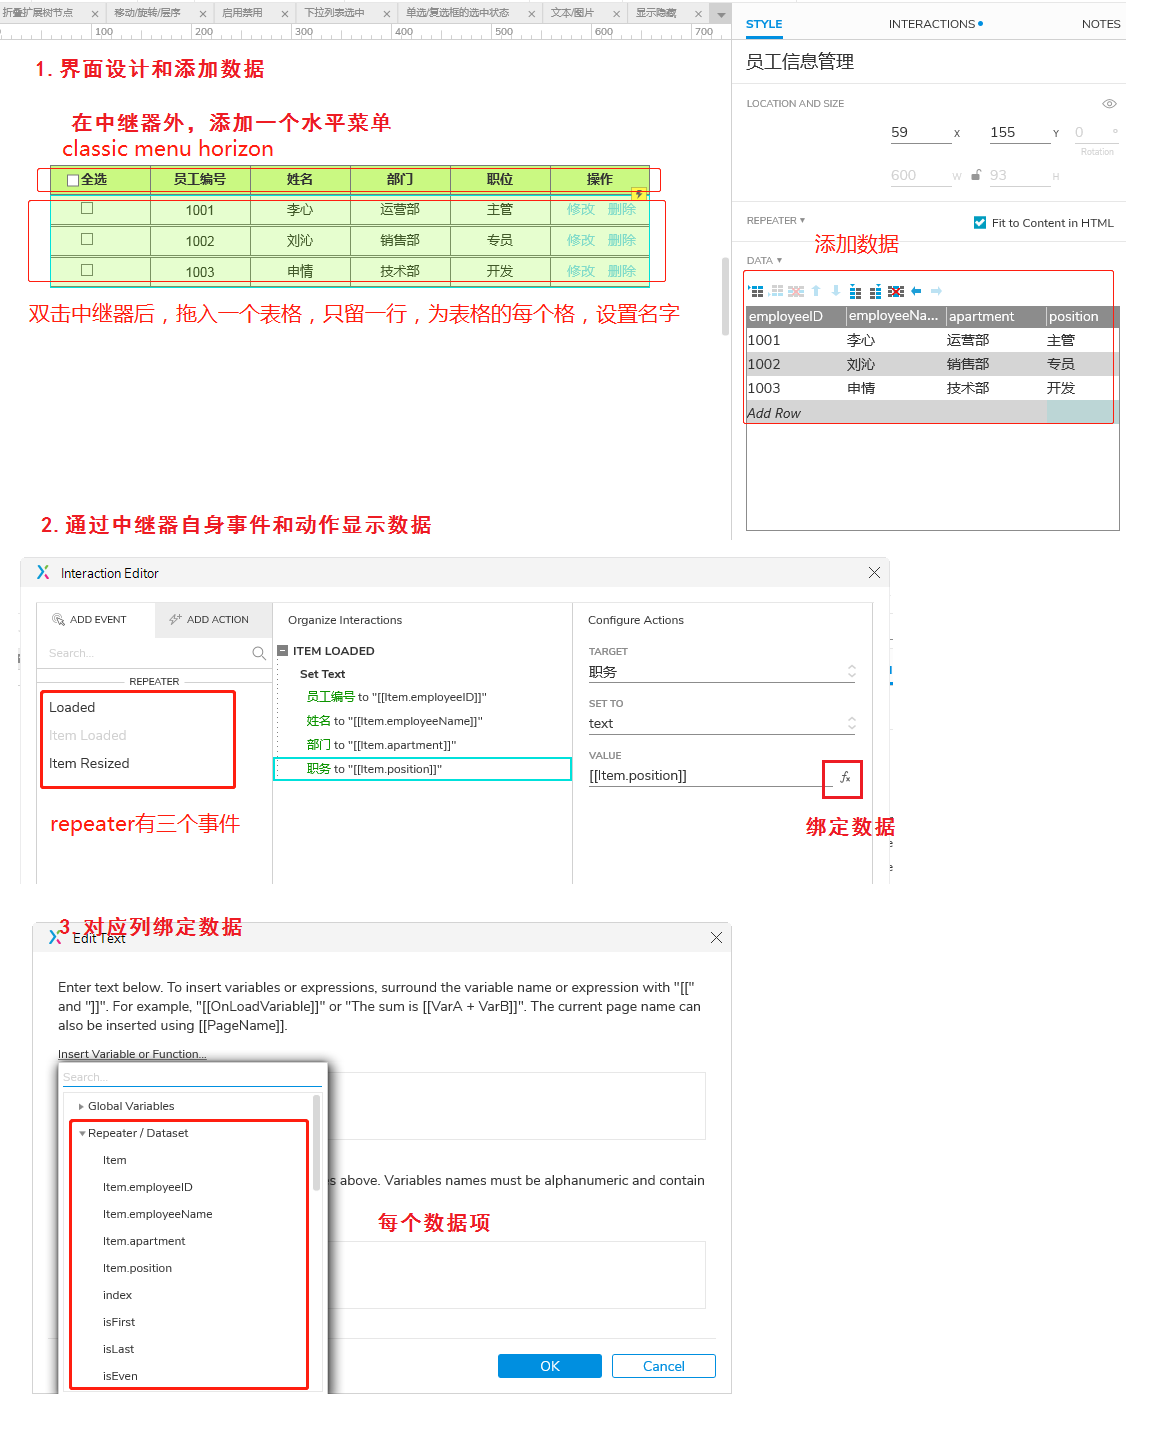 折叠扩展树节点 移动/旋转/层序 启用禁用 下拉列表选中 单选/复选框的选中状态 文本/图片 显示隐藏
100 200 300 400 500 600 700
STYLE INTERACTIONS NOTES
1. 界面设计和添加数据
员工信息管理
LOCATION AND SIZE
59 X 155 Y 0 °
Rotation
600 W 93 H
在中继器外，添加一个水平菜单
classic menu horizon
全选 员工编号 姓名 部门 职位 操作
1001 李心 运营部 主管 修改 删除
1002 刘沁 销售部 专员 修改 删除
1003 申情 技术部 开发 修改 删除
双击中继器后，拖入一个表格，只留一行，为表格的每个格，设置名字
REPEATER Fit to Content in HTML
添加数据
DATA
employeeID employeeNa... apartment position
1001 李心 运营部 主管
1002 刘沁 销售部 专员
1003 申情 技术部 开发
Add Row
2. 通过中继器自身事件和动作显示数据
Interaction Editor
ADD EVENT ADD ACTION
Search...
REPEATER
Loaded
Item Loaded
Item Resized
repeater有三个事件
Organize Interactions
ITEM LOADED
Set Text
员工编号 to "[[Item.employeeID]]"
姓名 to "[[Item.employeeName]]"
部门 to "[[Item.apartment]]"
职务 to "[[Item.position]]"
Configure Actions
TARGET
职务
SET TO
text
VALUE
[[Item.position]] fx
绑定数据
3. 对应列绑定数据
Edit Text
Enter text below. To insert variables or expressions, surround the variable name or expression with "[["
and "]]". For example, "[[OnLoadVariable]]" or "The sum is [[VarA + VarB]]". The current page name can
also be inserted using [[PageName]].
Insert Variable or Function...
Search...
Global Variables
Repeater / Dataset
Item
Item.employeeID
Item.employeeName
Item.apartment
Item.position
index
isFirst
isLast
isEven
s above. Variables names must be alphanumeric and contain
每个数据项
OK Cancel